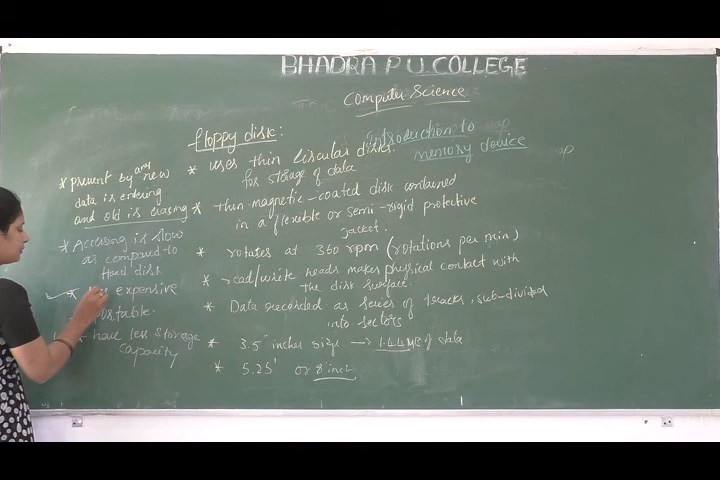 BHADRA P U COLLEGE
Computer Science
Introduction to
memory device
Floppy disk:
* uses thin Circular disks
for storage of data
* thin magnetic-coated disk contained
in a flexible or semi-rigid protective
jacket.
* rotates at 360 rpm (rotations per min)
* read/write heads makes physical contact with
the disk surface.
* Data recorded as series of tracks, sub-divided
into sectors
* 3.5" inches size → 1.44MB of data
* 5.25" or 8 inch
* present by any new
data is entering
and old is erasing
* Accessing is slow
as compared to
Hard disk
* expensive
have less storage
capacity